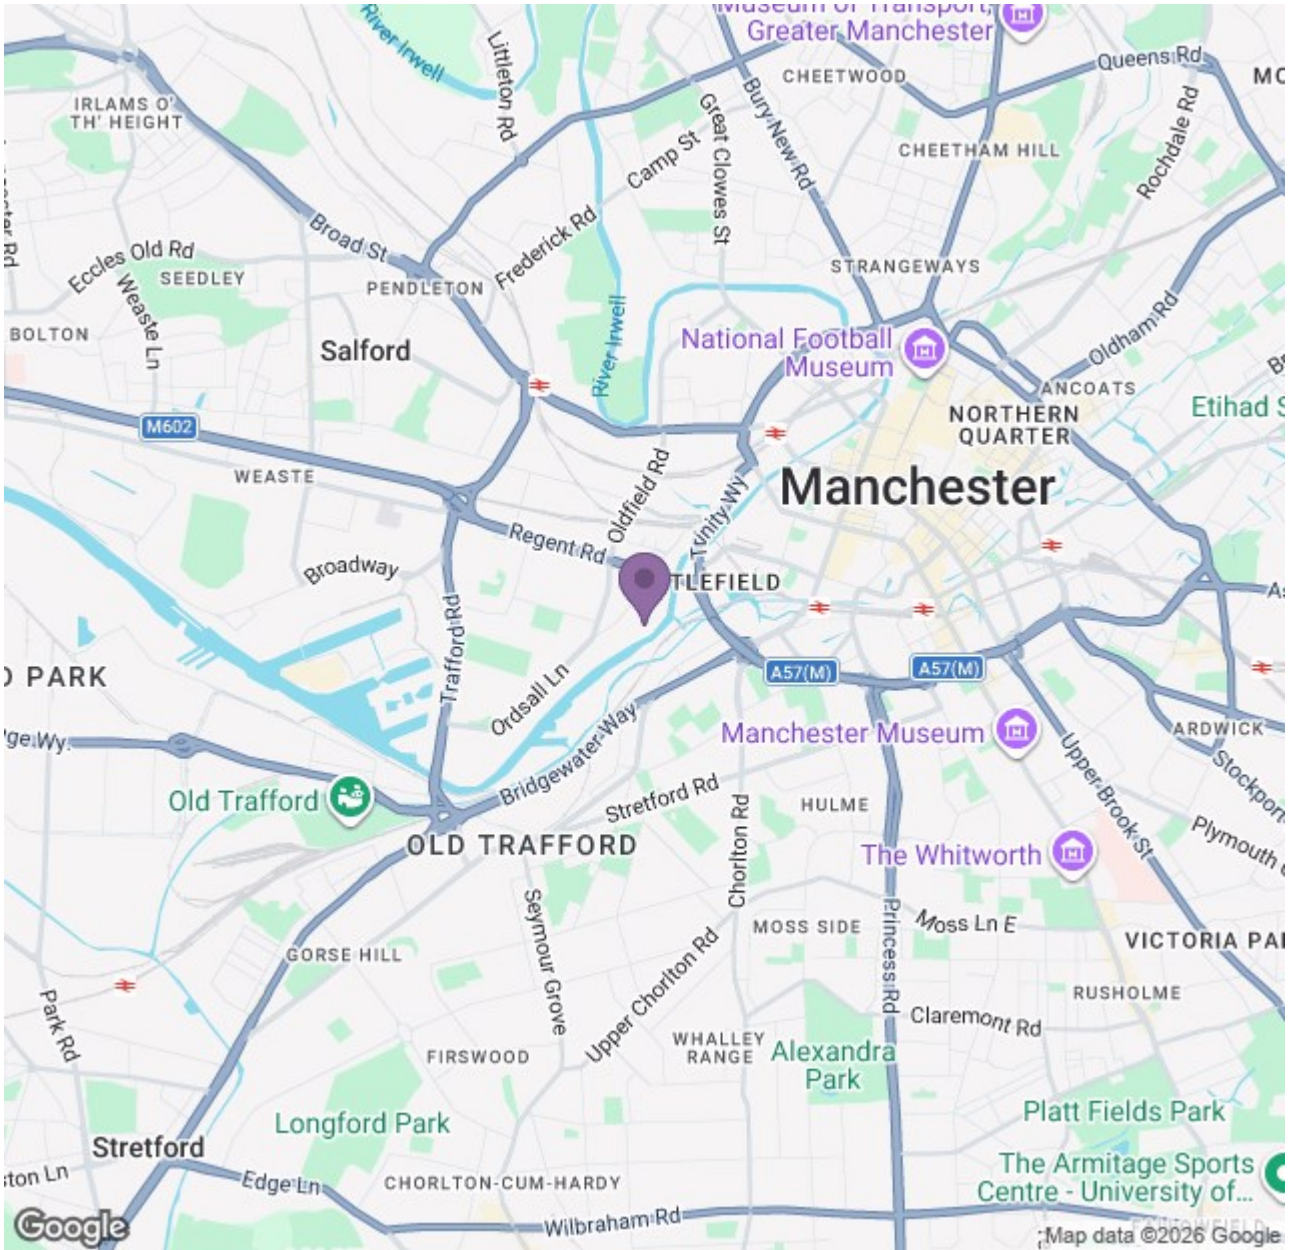 Museum of Transport,
Greater Manchester
River Irwell
Littleton Rd
CHEETWOOD
Queens Rd
IRLAMS O'
TH' HEIGHT
Bury New Rd
Great Clowes St
Camp St
CHEETHAM HILL
Rochdale Rd
Broad St
Frederick Rd
Eccles Old Rd
SEEDLEY
PENDLETON
STRANGEWAYS
Weaste Ln
BOLTON
Salford
River Irwell
National Football
Museum
Oldham Rd
ANCOATS
NORTHERN
QUARTER
Etihad S
M602
WEASTE
Oldfield Rd
Manchester
Trinity Wy
Regent Rd
Broadway
TLEFIELD
Trafford Rd
PARK
Ordsall Ln
A57(M)
A57(M)
ge Wy.
Bridgewater Way
Manchester Museum
ARDWICK
Upper Brook St
Stockport
Old Trafford
Stretford Rd
HULME
Plymouth
OLD TRAFFORD
Chorlton Rd
The Whitworth
Seymour Grove
MOSS SIDE
Princess Rd
Moss Ln E
GORSE HILL
VICTORIA PA
Upper Chorlton Rd
RUSHOLME
Park Rd
Claremont Rd
FIRSWOOD
WHALLEY
RANGE
Alexandra
Park
Longford Park
Platt Fields Park
Stretford
ton Ln
Edge Ln
CHORLTON-CUM-HARDY
The Armitage Sports
Centre - University of...
Wilbraham Rd
Google
Map data ©2026 Google